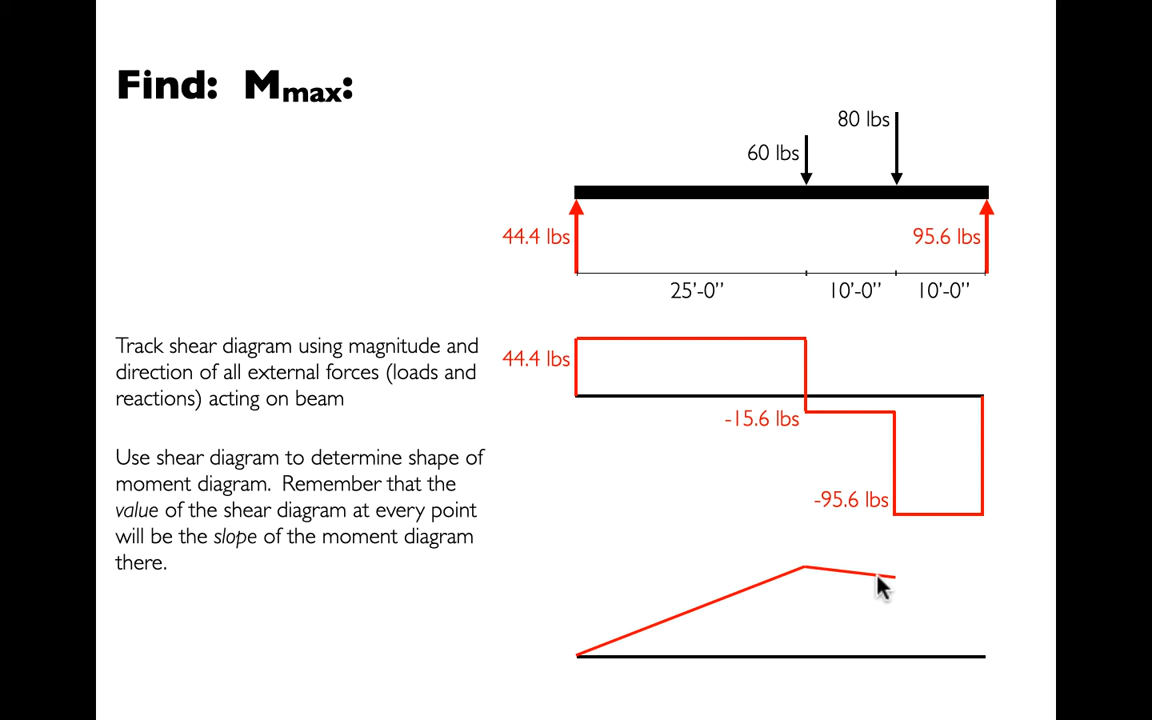 Find: Mmax:
80 lbs
60 lbs
44.4 lbs
95.6 lbs
25'-0"
10'-0"
10'-0"
Track shear diagram using magnitude and
direction of all external forces (loads and
reactions) acting on beam
44.4 lbs
-15.6 lbs
Use shear diagram to determine shape of
moment diagram. Remember that the
value of the shear diagram at every point
will be the slope of the moment diagram
there.
-95.6 lbs